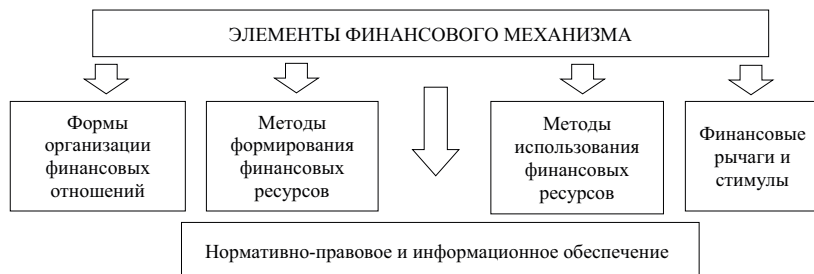 ЭЛЕМЕНТЫ ФИНАНСОВОГО МЕХАНИЗМА
Формы
организации
финансовых
отношений
Методы
формирования
финансовых
ресурсов
Методы
использования
финансовых
ресурсов
Финансовые
рычаги и
стимулы
Нормативно-правовое и информационное обеспечение